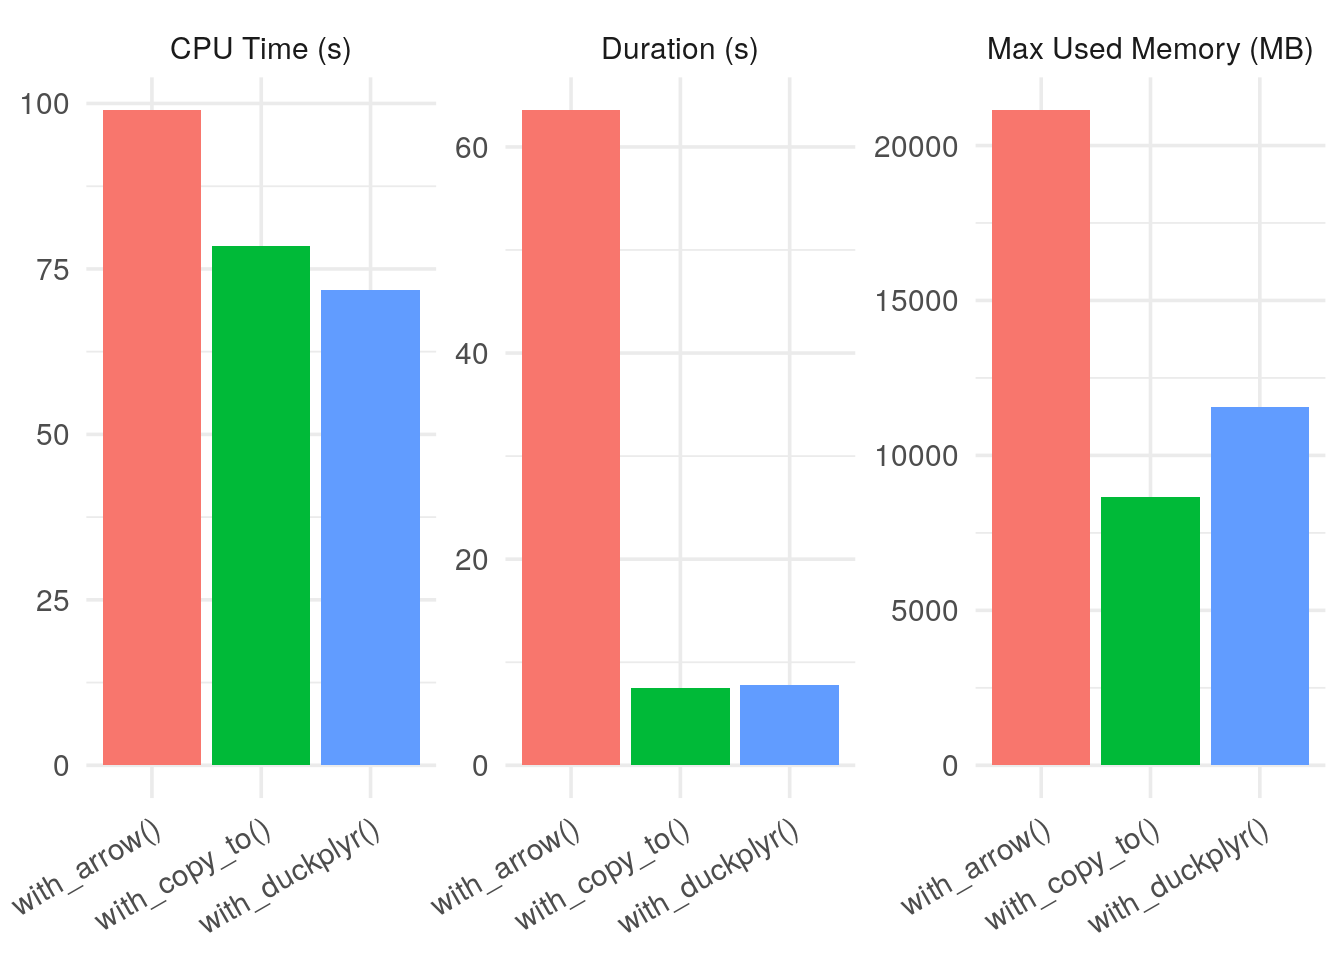 CPU Time (s)
Duration (s)
Max Used Memory (MB)
100
75
50
25
0
with_arrow()
with_copy_to()
with_duckplyr()
60
40
20
0
with_arrow()
with_copy_to()
with_duckplyr()
20000
15000
10000
5000
0
with_arrow()
with_copy_to()
with_duckplyr()